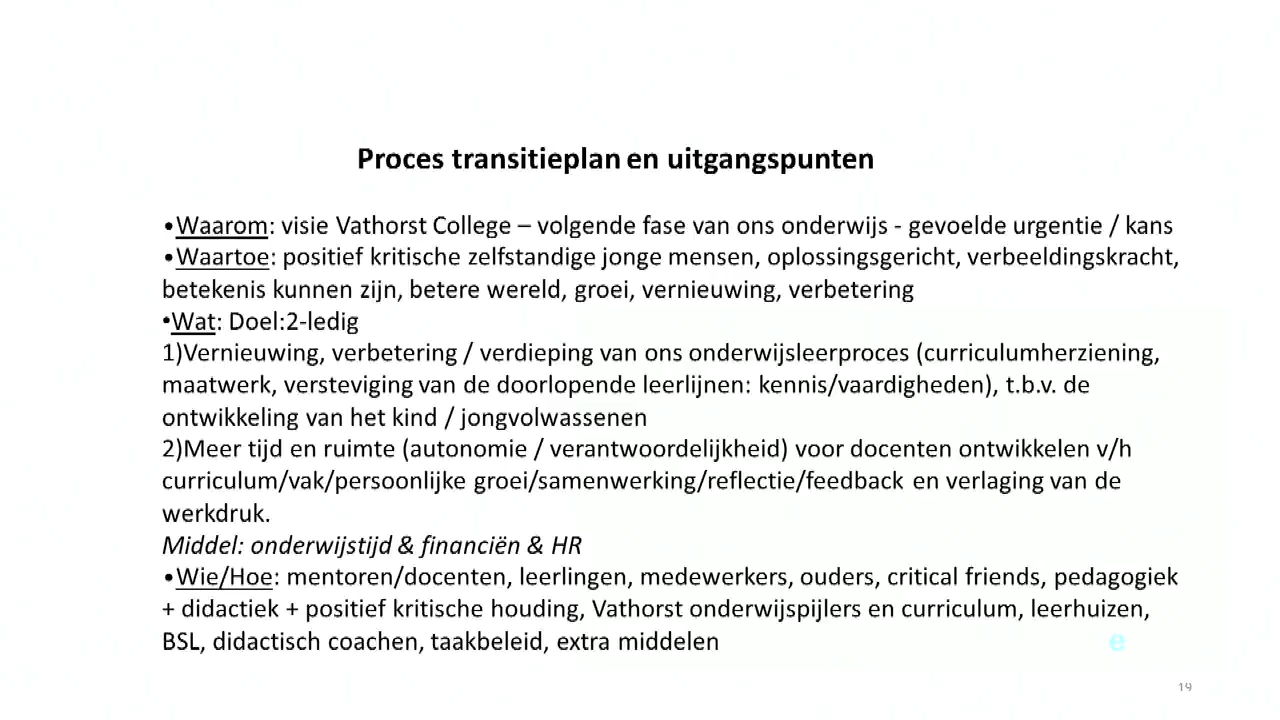 Proces transitieplan en uitgangspunten
•Waarom: visie Vathorst College – volgende fase van ons onderwijs - gevoelde urgentie / kans
•Waartoe: positief kritische zelfstandige jonge mensen, oplossingsgericht, verbeeldingskracht,
betekenis kunnen zijn, betere wereld, groei, vernieuwing, verbetering
•Wat: Doel:2-ledig
1)Vernieuwing, verbetering / verdieping van ons onderwijsleerproces (curriculumherziening,
maatwerk, versteviging van de doorlopende leerlijnen: kennis/vaardigheden), t.b.v. de
ontwikkeling van het kind / jongvolwassenen
2)Meer tijd en ruimte (autonomie / verantwoordelijkheid) voor docenten ontwikkelen v/h
curriculum/vak/persoonlijke groei/samenwerking/reflectie/feedback en verlaging van de
werkdruk.
Middel: onderwijstijd & financiën & HR
•Wie/Hoe: mentoren/docenten, leerlingen, medewerkers, ouders, critical friends, pedagogiek
+ didactiek + positief kritische houding, Vathorst onderwijspijlers en curriculum, leerhuizen,
BSL, didactisch coachen, taakbeleid, extra middelen
e
19